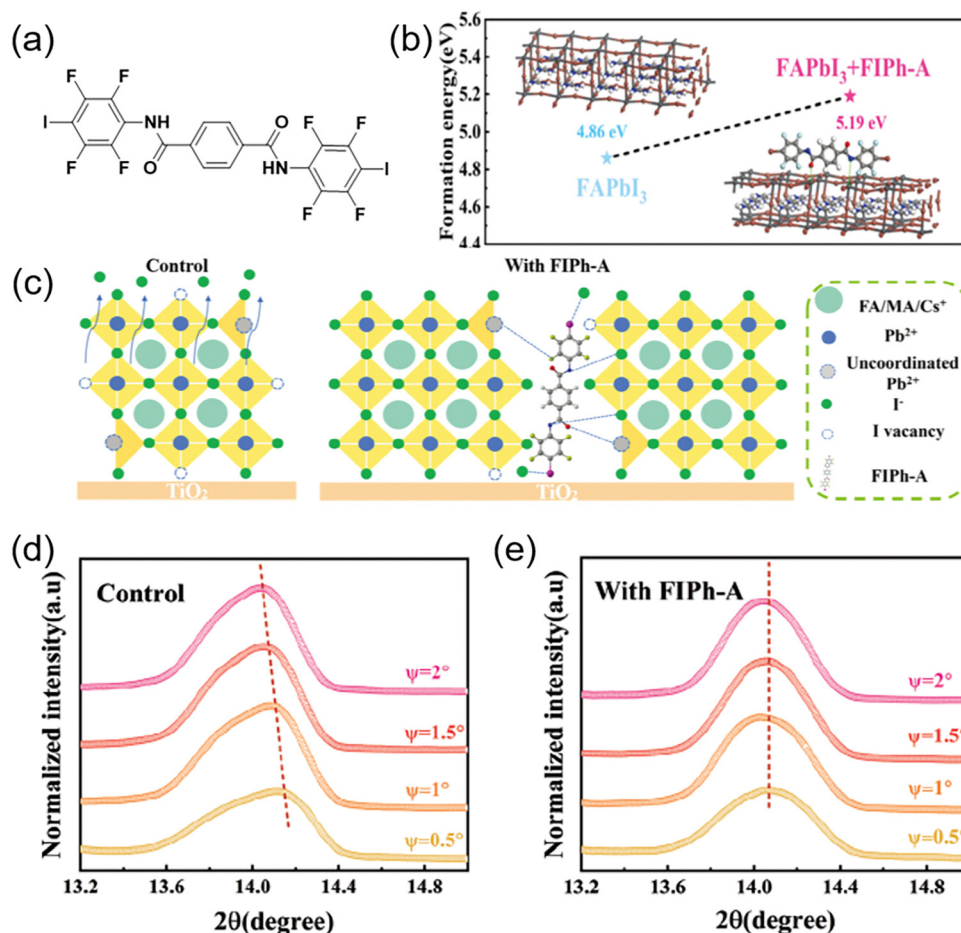 (a)
F
F
I
F
F
NH
O
O
HN
F
F
I
F
F
(b)
Formation energy(eV)
5.6
5.4
5.2
5.0
4.8
4.6
4.4
4.86 eV
FAPbI₃
FAPbI₃+FIPh-A
5.19 eV
(c)
Control
TiO₂
With FIPh-A
TiO₂
FA/MA/Cs⁺
Pb²⁺
Uncoordinated
Pb²⁺
I⁻
I vacancy
FIPh-A
(d)
Normalized intensity(a.u)
Control
ψ=2°
ψ=1.5°
ψ=1°
ψ=0.5°
13.2 13.6 14.0 14.4 14.8
2θ(degree)
(e)
Normalized intensity(a.u)
With FIPh-A
ψ=2°
ψ=1.5°
ψ=1°
ψ=0.5°
13.2 13.6 14.0 14.4 14.8
2θ(degree)